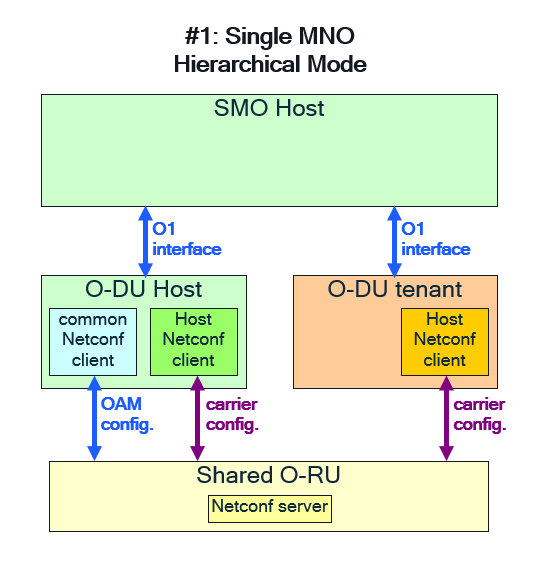 #1: Single MNO
Hierarchical Mode
SMO Host
O1
interface
O1
interface
O-DU Host
common
Netconf
client
Host
Netconf
client
O-DU tenant
Host
Netconf
client
OAM
config.
carrier
config.
carrier
config.
Shared O-RU
Netconf server